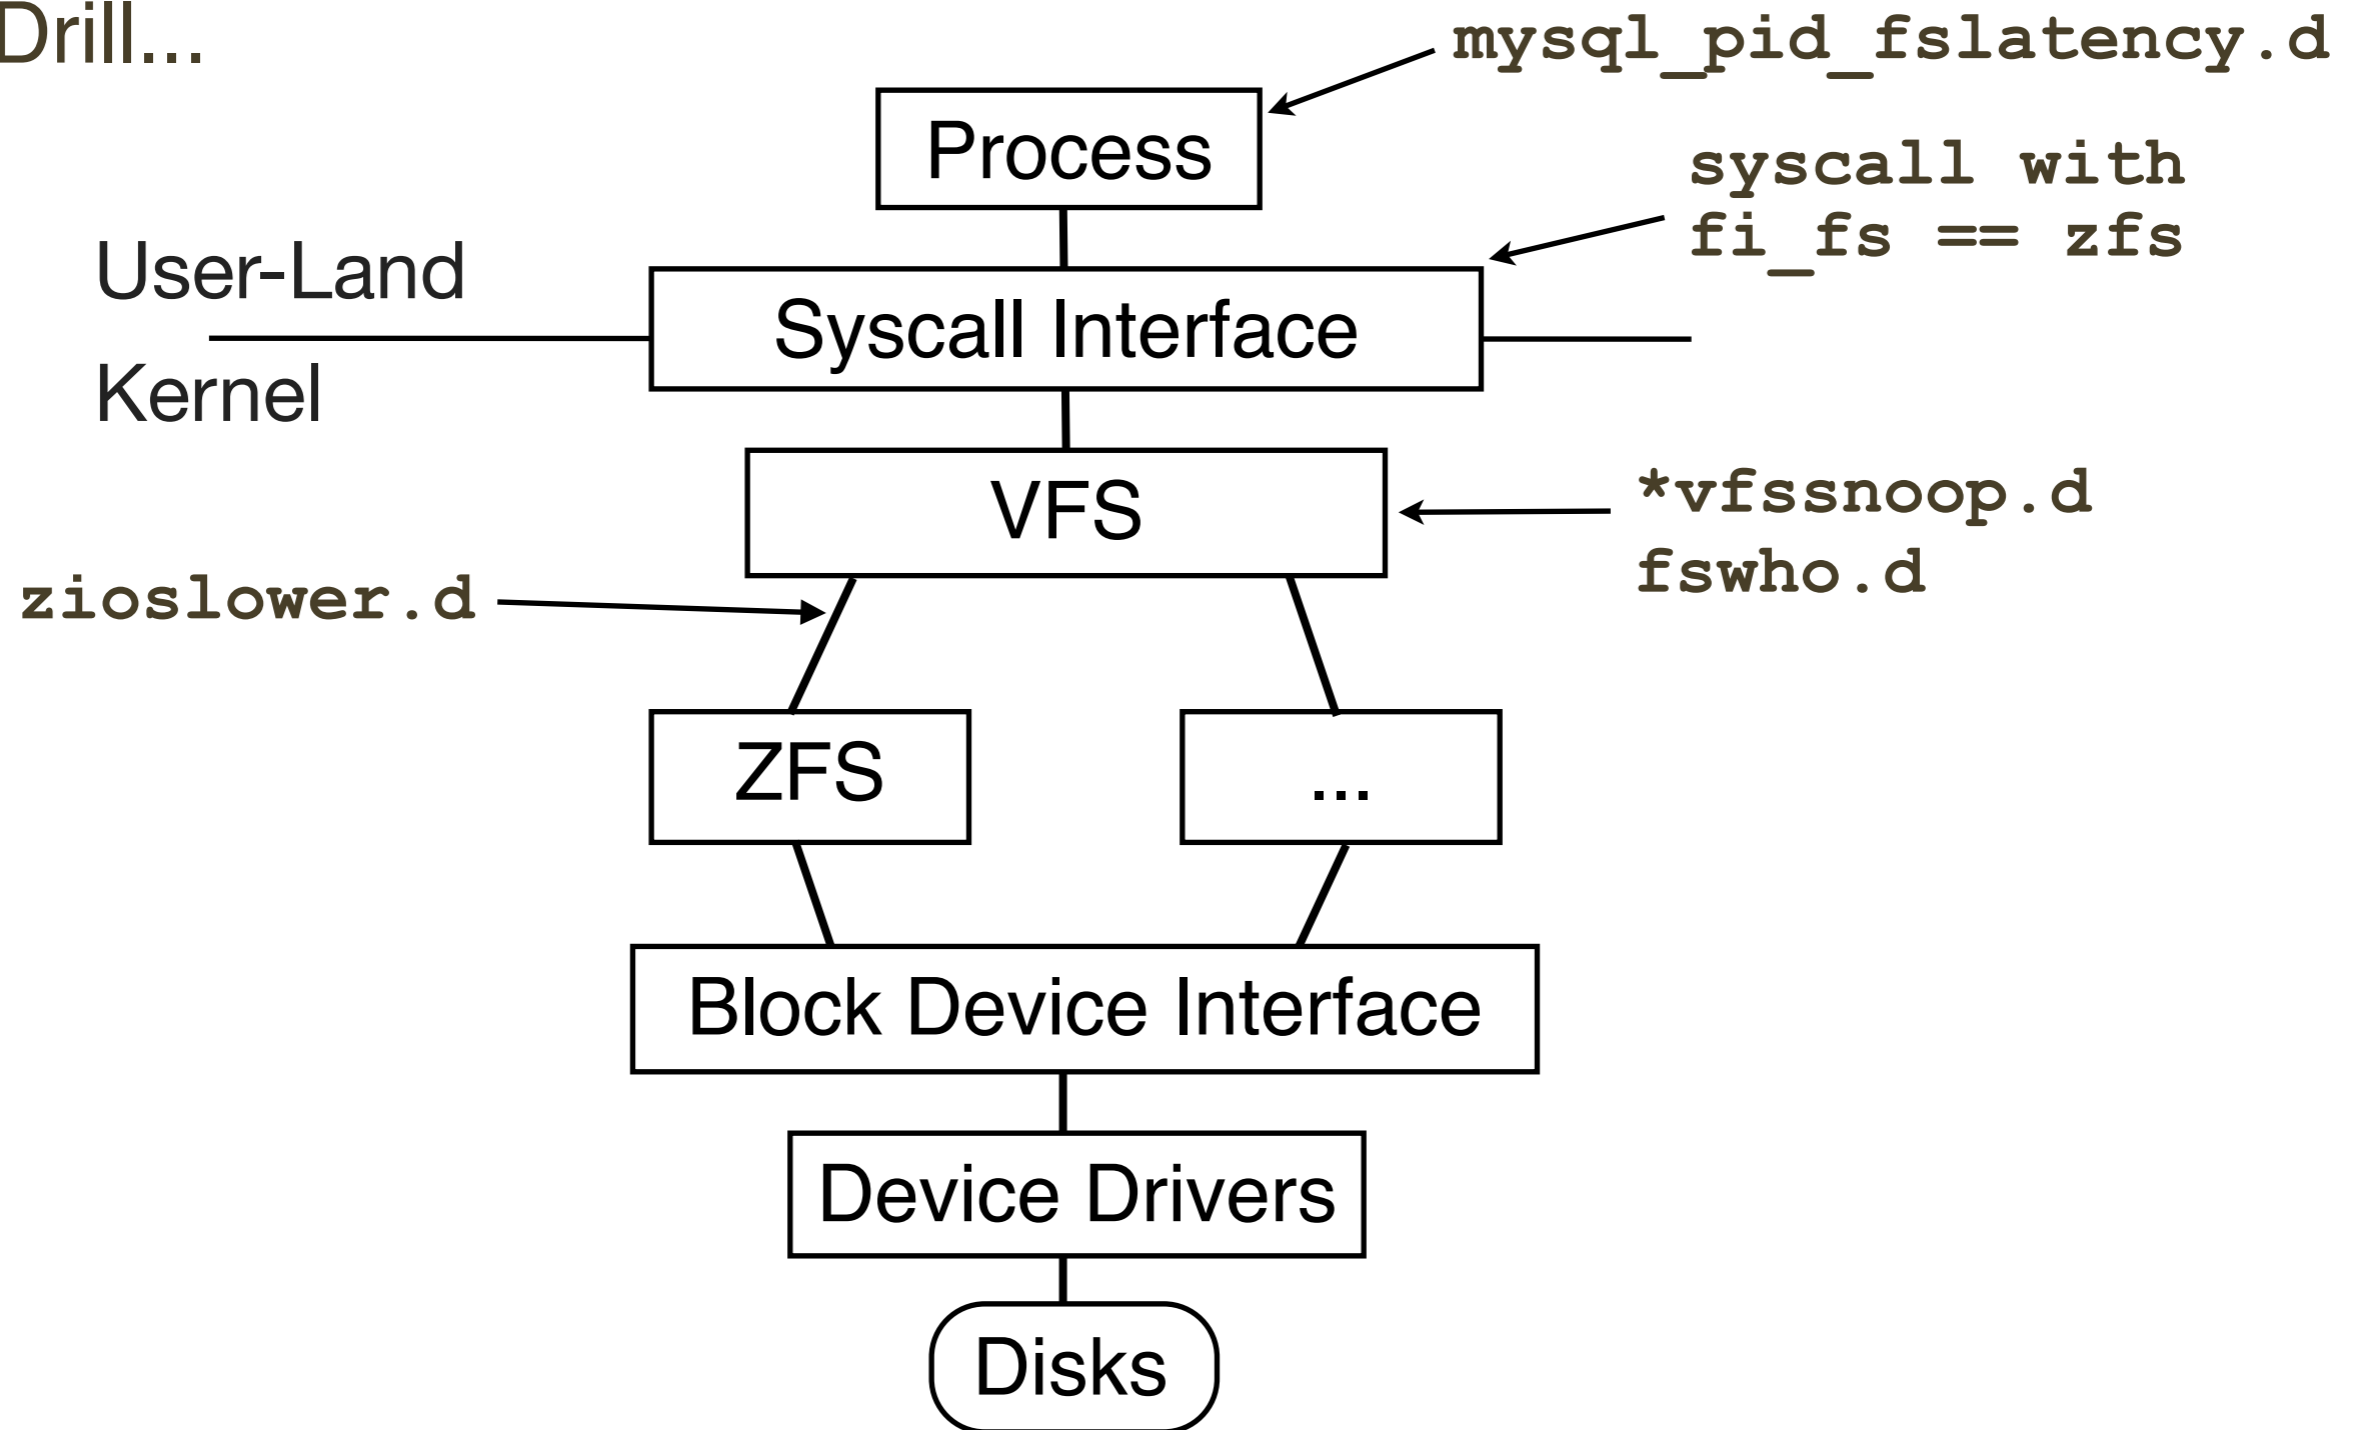 Drill...
mysql_pid_fslatency.d
Process
syscall with
fi_fs == zfs
User-Land
Syscall Interface
Kernel
VFS
*vfssnoop.d
fswho.d
zioslower.d
ZFS
...
Block Device Interface
Device Drivers
Disks